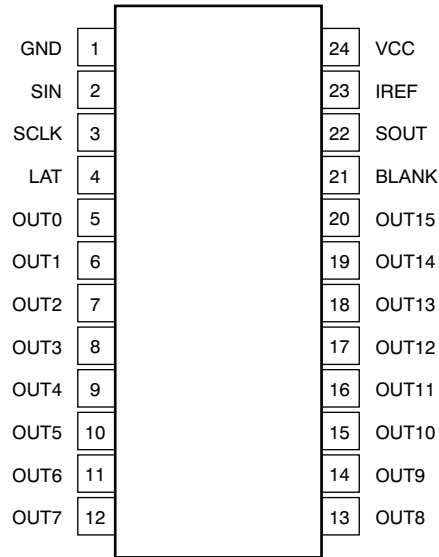 GND 1 24 VCC
SIN 2 23 IREF
SCLK 3 22 SOUT
LAT 4 21 BLANK
OUT0 5 20 OUT15
OUT1 6 19 OUT14
OUT2 7 18 OUT13
OUT3 8 17 OUT12
OUT4 9 16 OUT11
OUT5 10 15 OUT10
OUT6 11 14 OUT9
OUT7 12 13 OUT8